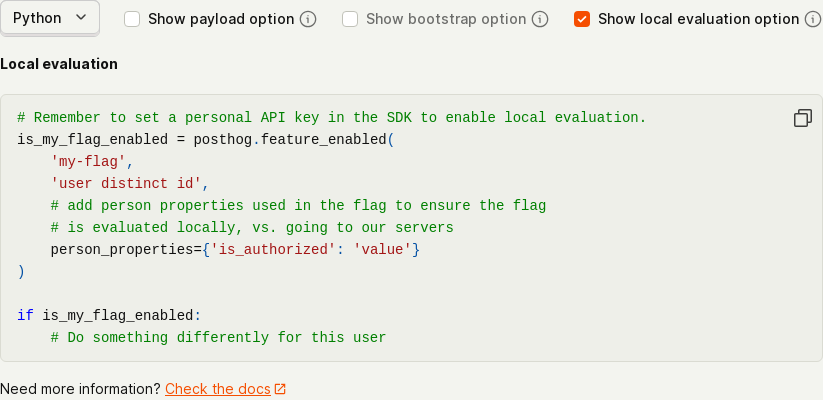 Python
Show payload option
Show bootstrap option
Show local evaluation option
Local evaluation
# Remember to set a personal API key in the SDK to enable local evaluation.
is_my_flag_enabled = posthog.feature_enabled(
    'my-flag',
    'user distinct id',
    # add person properties used in the flag to ensure the flag
    # is evaluated locally, vs. going to our servers
    person_properties={'is_authorized': 'value'}
)
if is_my_flag_enabled:
    # Do something differently for this user
Need more information? Check the docs